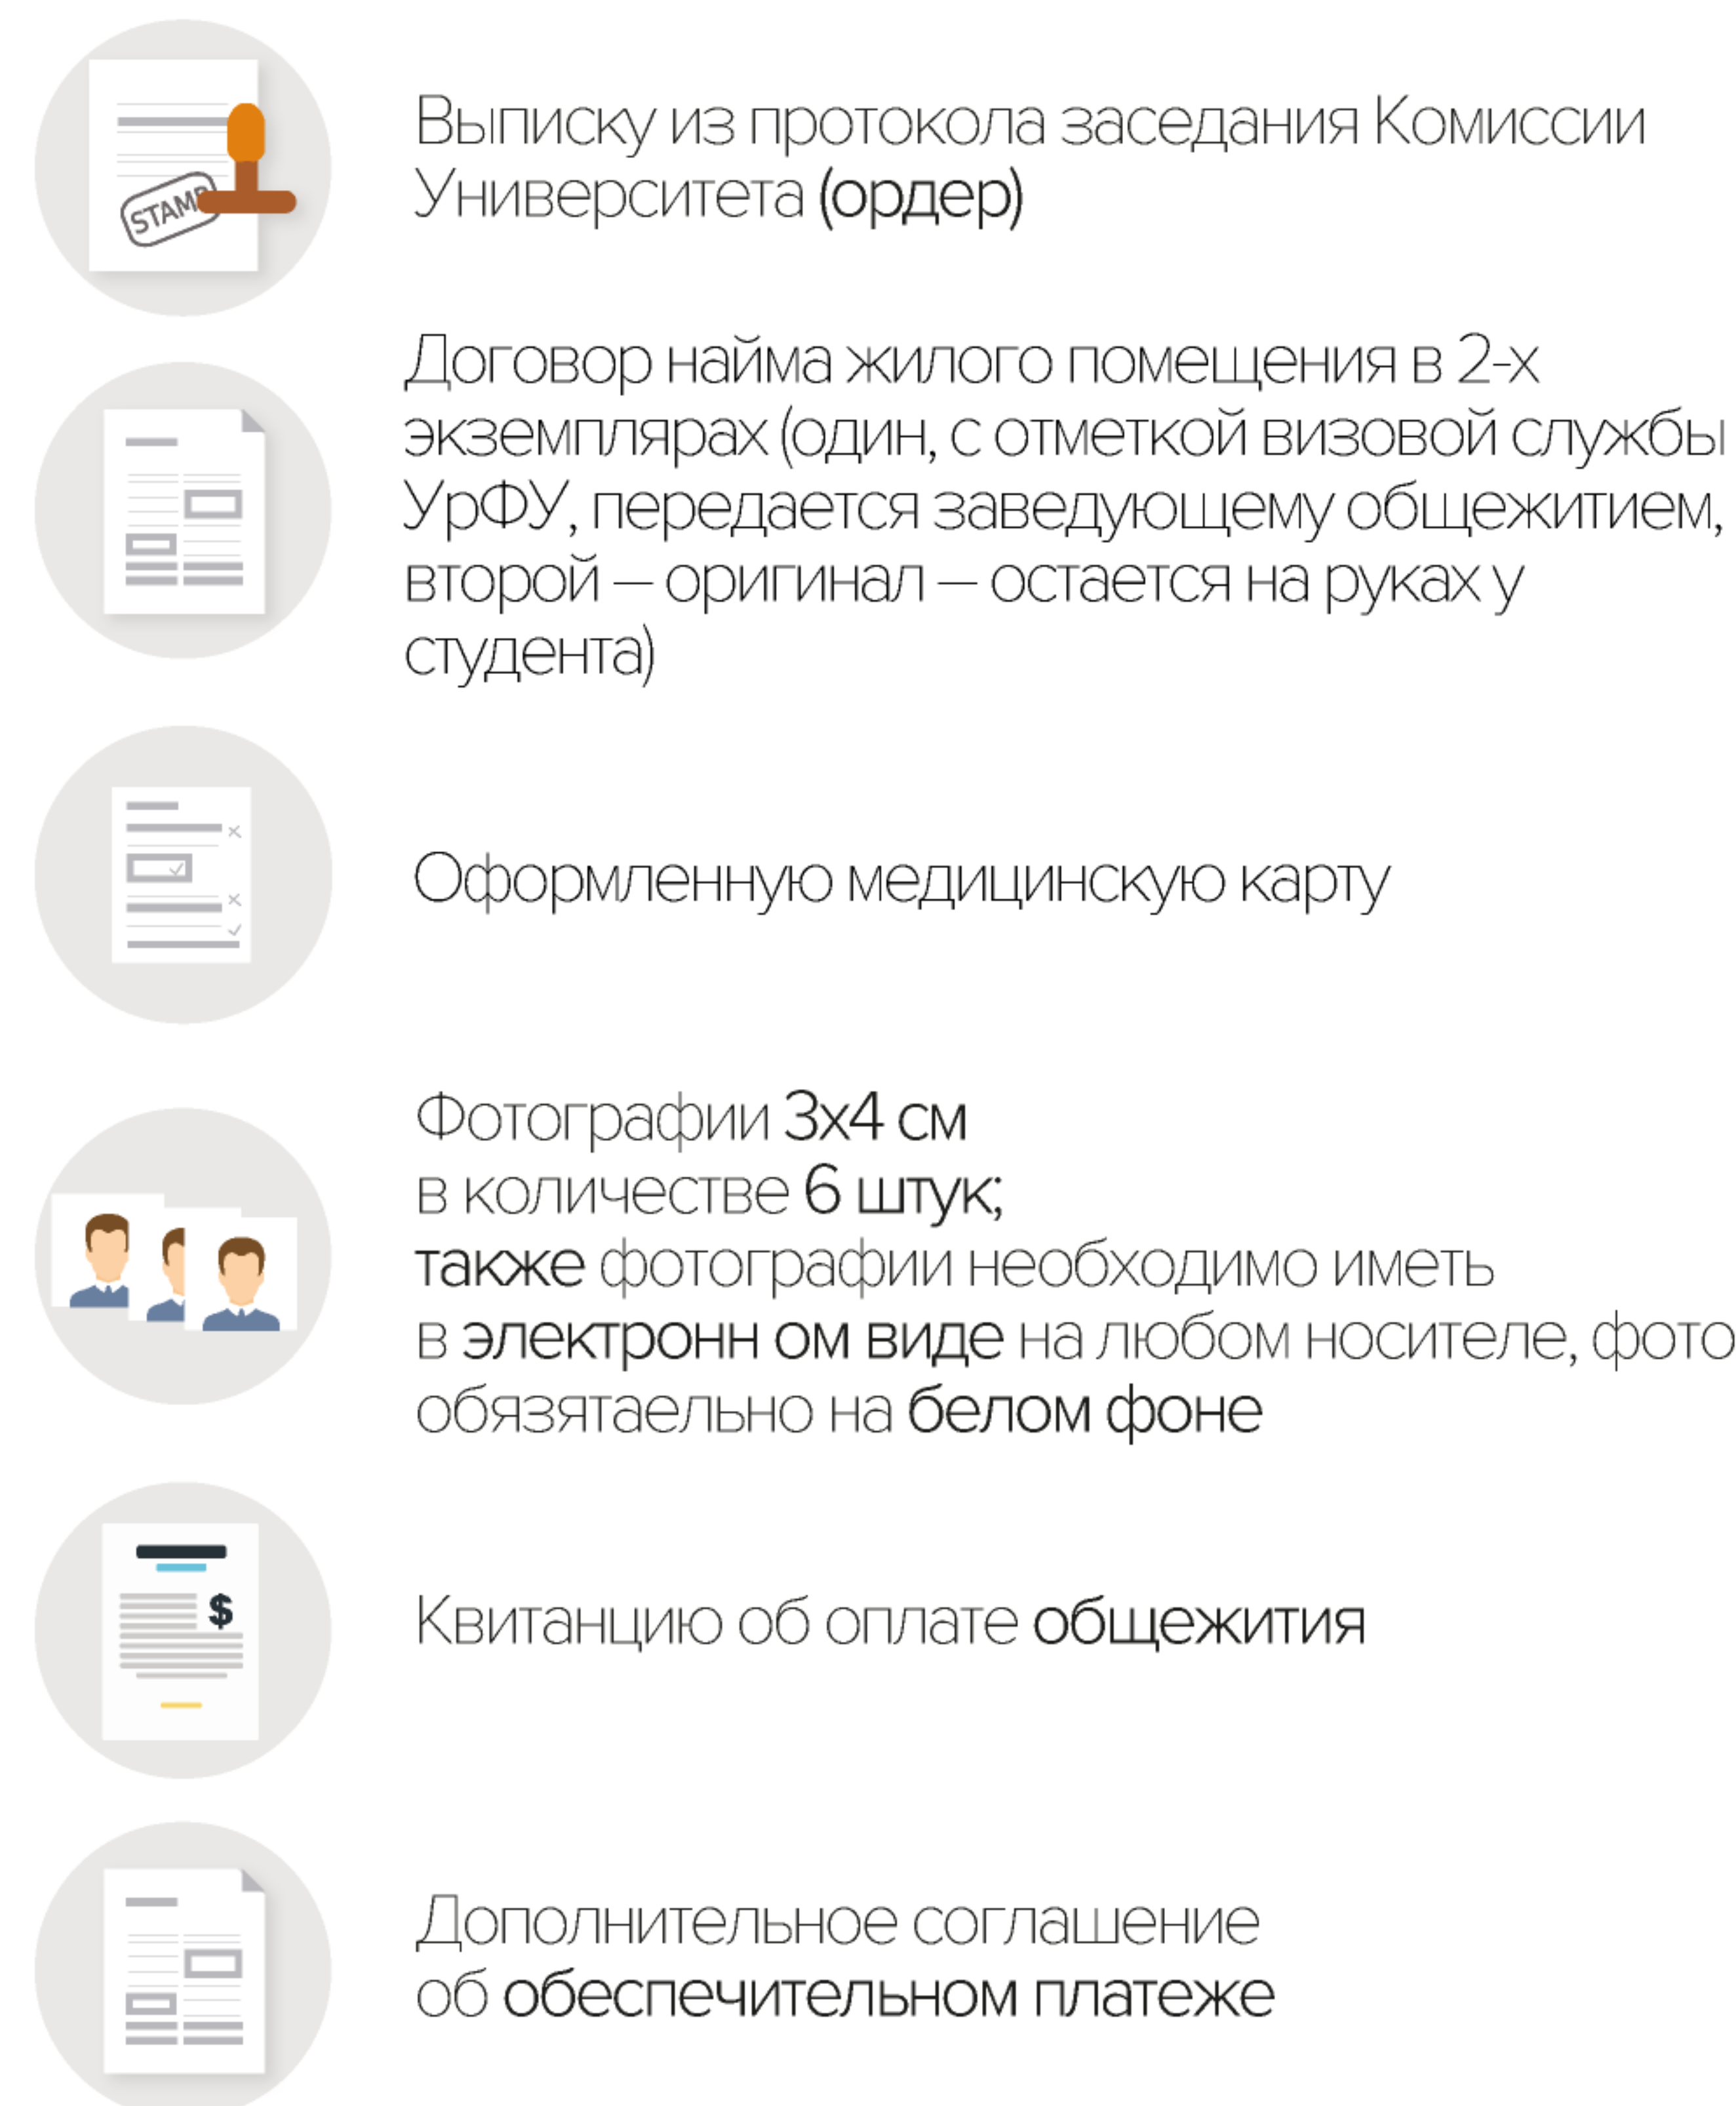 STAMP
Выписку из протокола заседания Комиссии
Университета (ордер)
Договор найма жилого помещения в 2-х
экземплярах (один, с отметкой визовой службы
УрФУ, передается заведующему общежитием,
второй – оригинал – остается на руках у
студента)
Оформленную медицинскую карту
Фотографии 3х4 см
в количестве 6 штук;
также фотографии необходимо иметь
в электронн ом виде на любом носителе, фото
обязятаельно на белом фоне
$
Квитанцию об оплате общежития
Дополнительное соглашение
об обеспечительном платеже